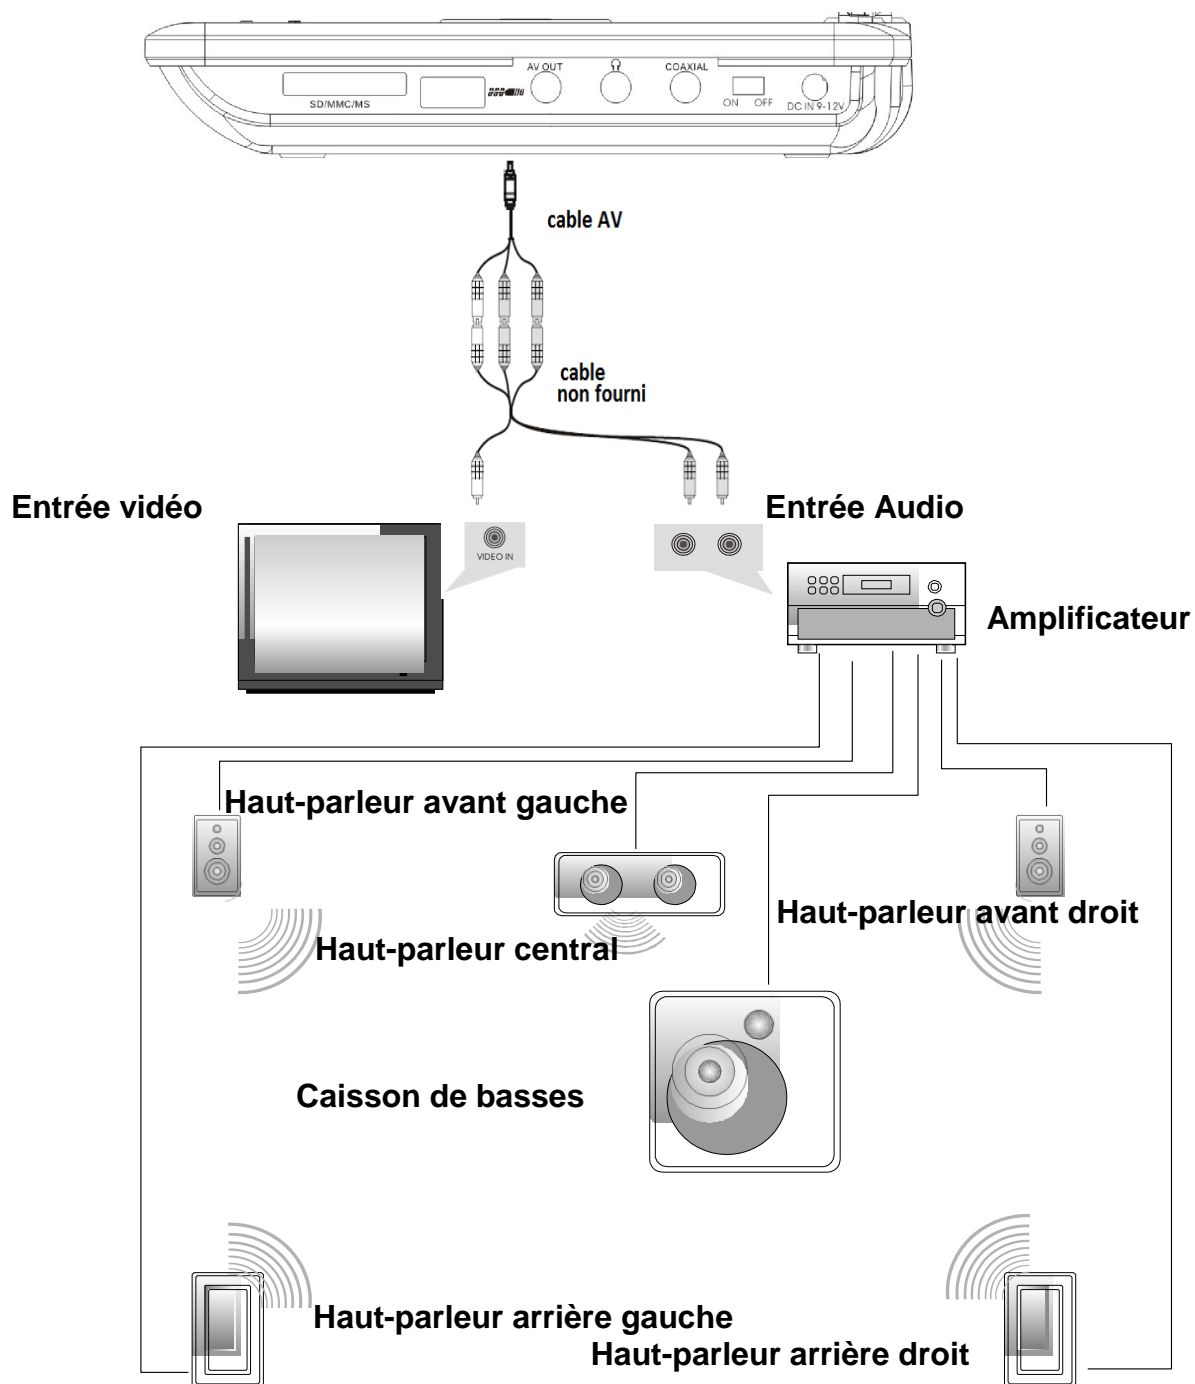 AV OUT
COAXIAL
SD/MMC/MS
ON OFF
DC IN 9-12V
cable AV
cable
non fourni
Entrée vidéo
Entrée Audio
VIDEO IN
Amplificateur
Haut-parleur avant gauche
Haut-parleur avant droit
Haut-parleur central
Caisson de basses
Haut-parleur arrière gauche
Haut-parleur arrière droit